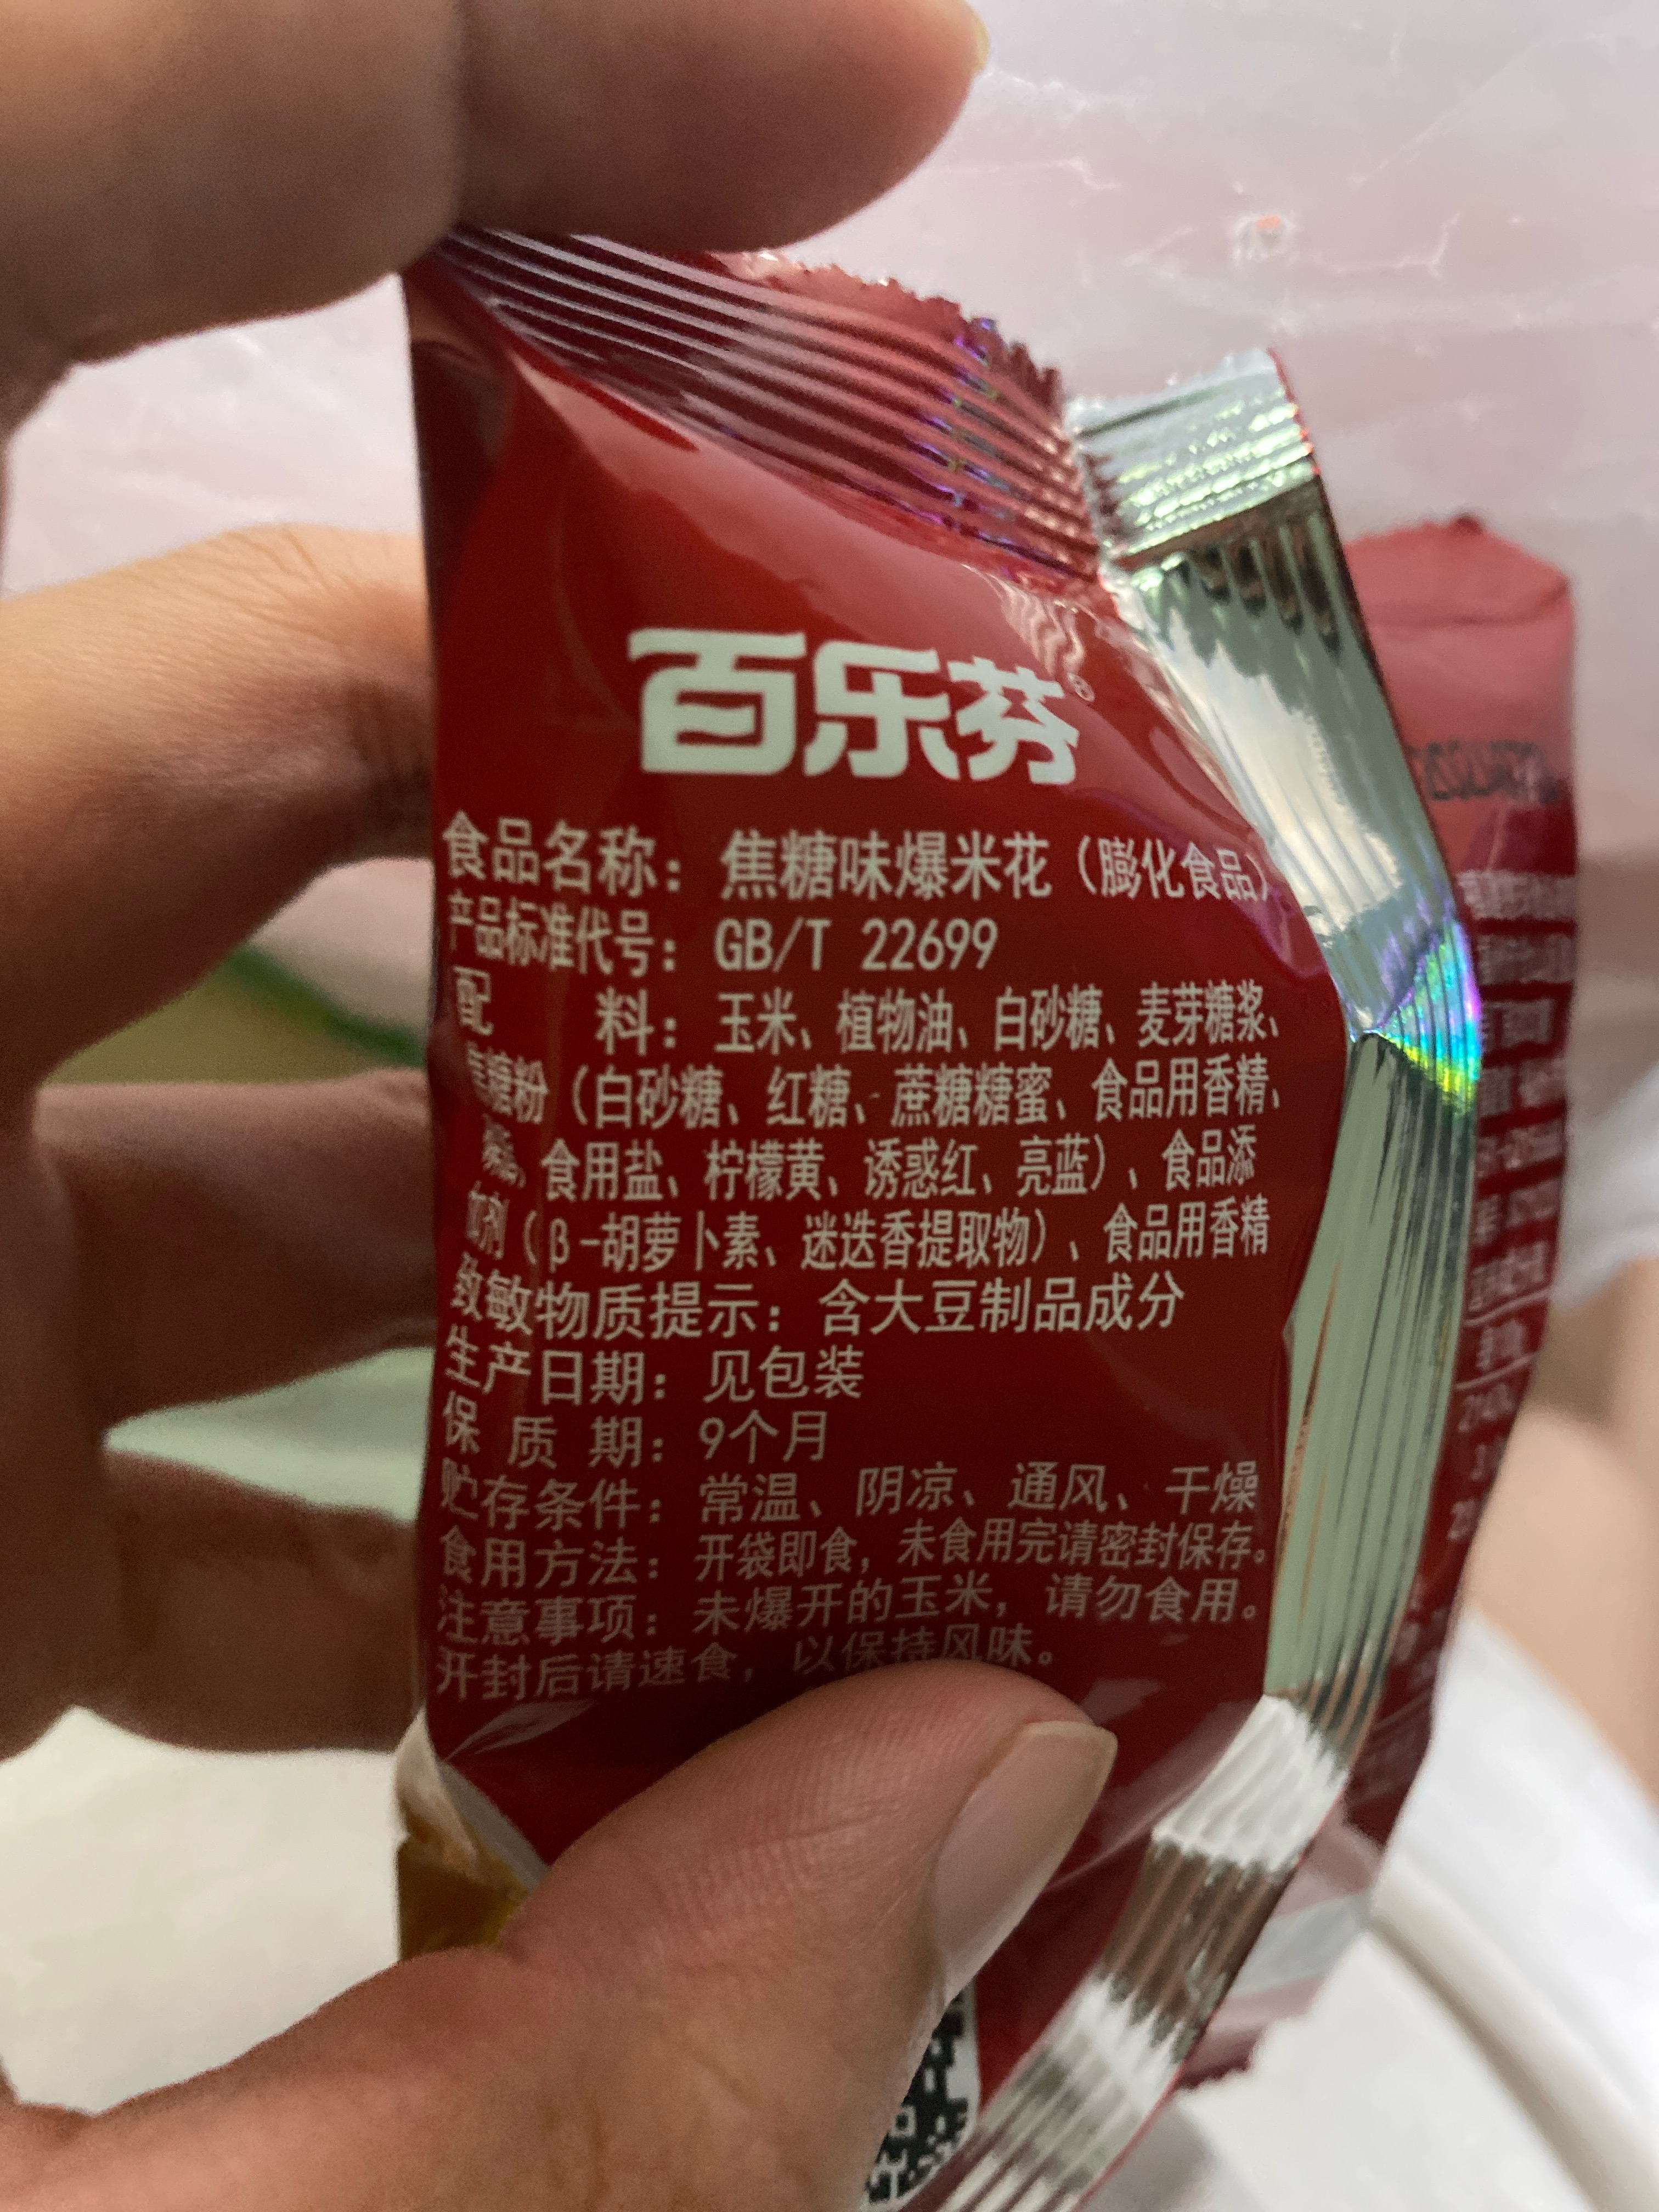 百乐芬
食品名称：焦糖味爆米花（膨化食品）
产品标准代号：GB/T 22699
配 料：玉米、植物油、白砂糖、麦芽糖浆、
焦糖粉（白砂糖、红糖、蔗糖糖蜜、食品用香精、
食用盐、柠檬黄、诱惑红、亮蓝）、食品添
加剂（β-胡萝卜素、迷迭香提取物）、食品用香精
致敏物质提示：含大豆制品成分
生产日期：见包装
保 质 期：9个月
贮存条件：常温、阴凉、通风、干燥
食用方法：开袋即食，未食用完请密封保存。
注意事项：未爆开的玉米，请勿食用。
开封后请速食，以保持风味。